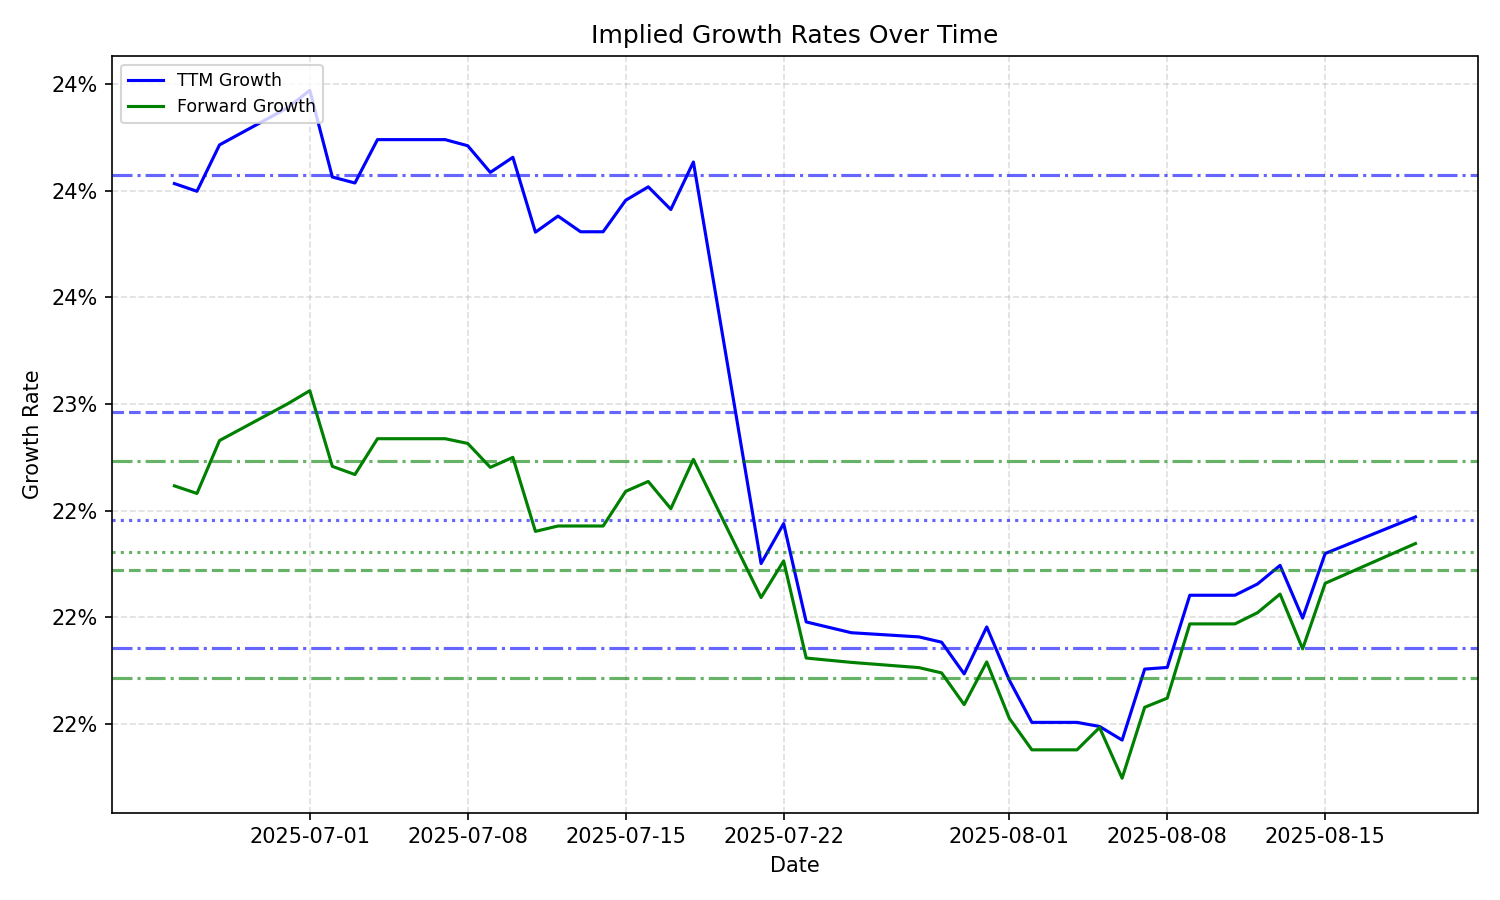 Implied Growth Rates Over Time
TTM Growth
Forward Growth
24%
24%
24%
23%
22%
22%
22%
Growth Rate
2025-07-01
2025-07-08
2025-07-15
2025-07-22
2025-08-01
2025-08-08
2025-08-15
Date